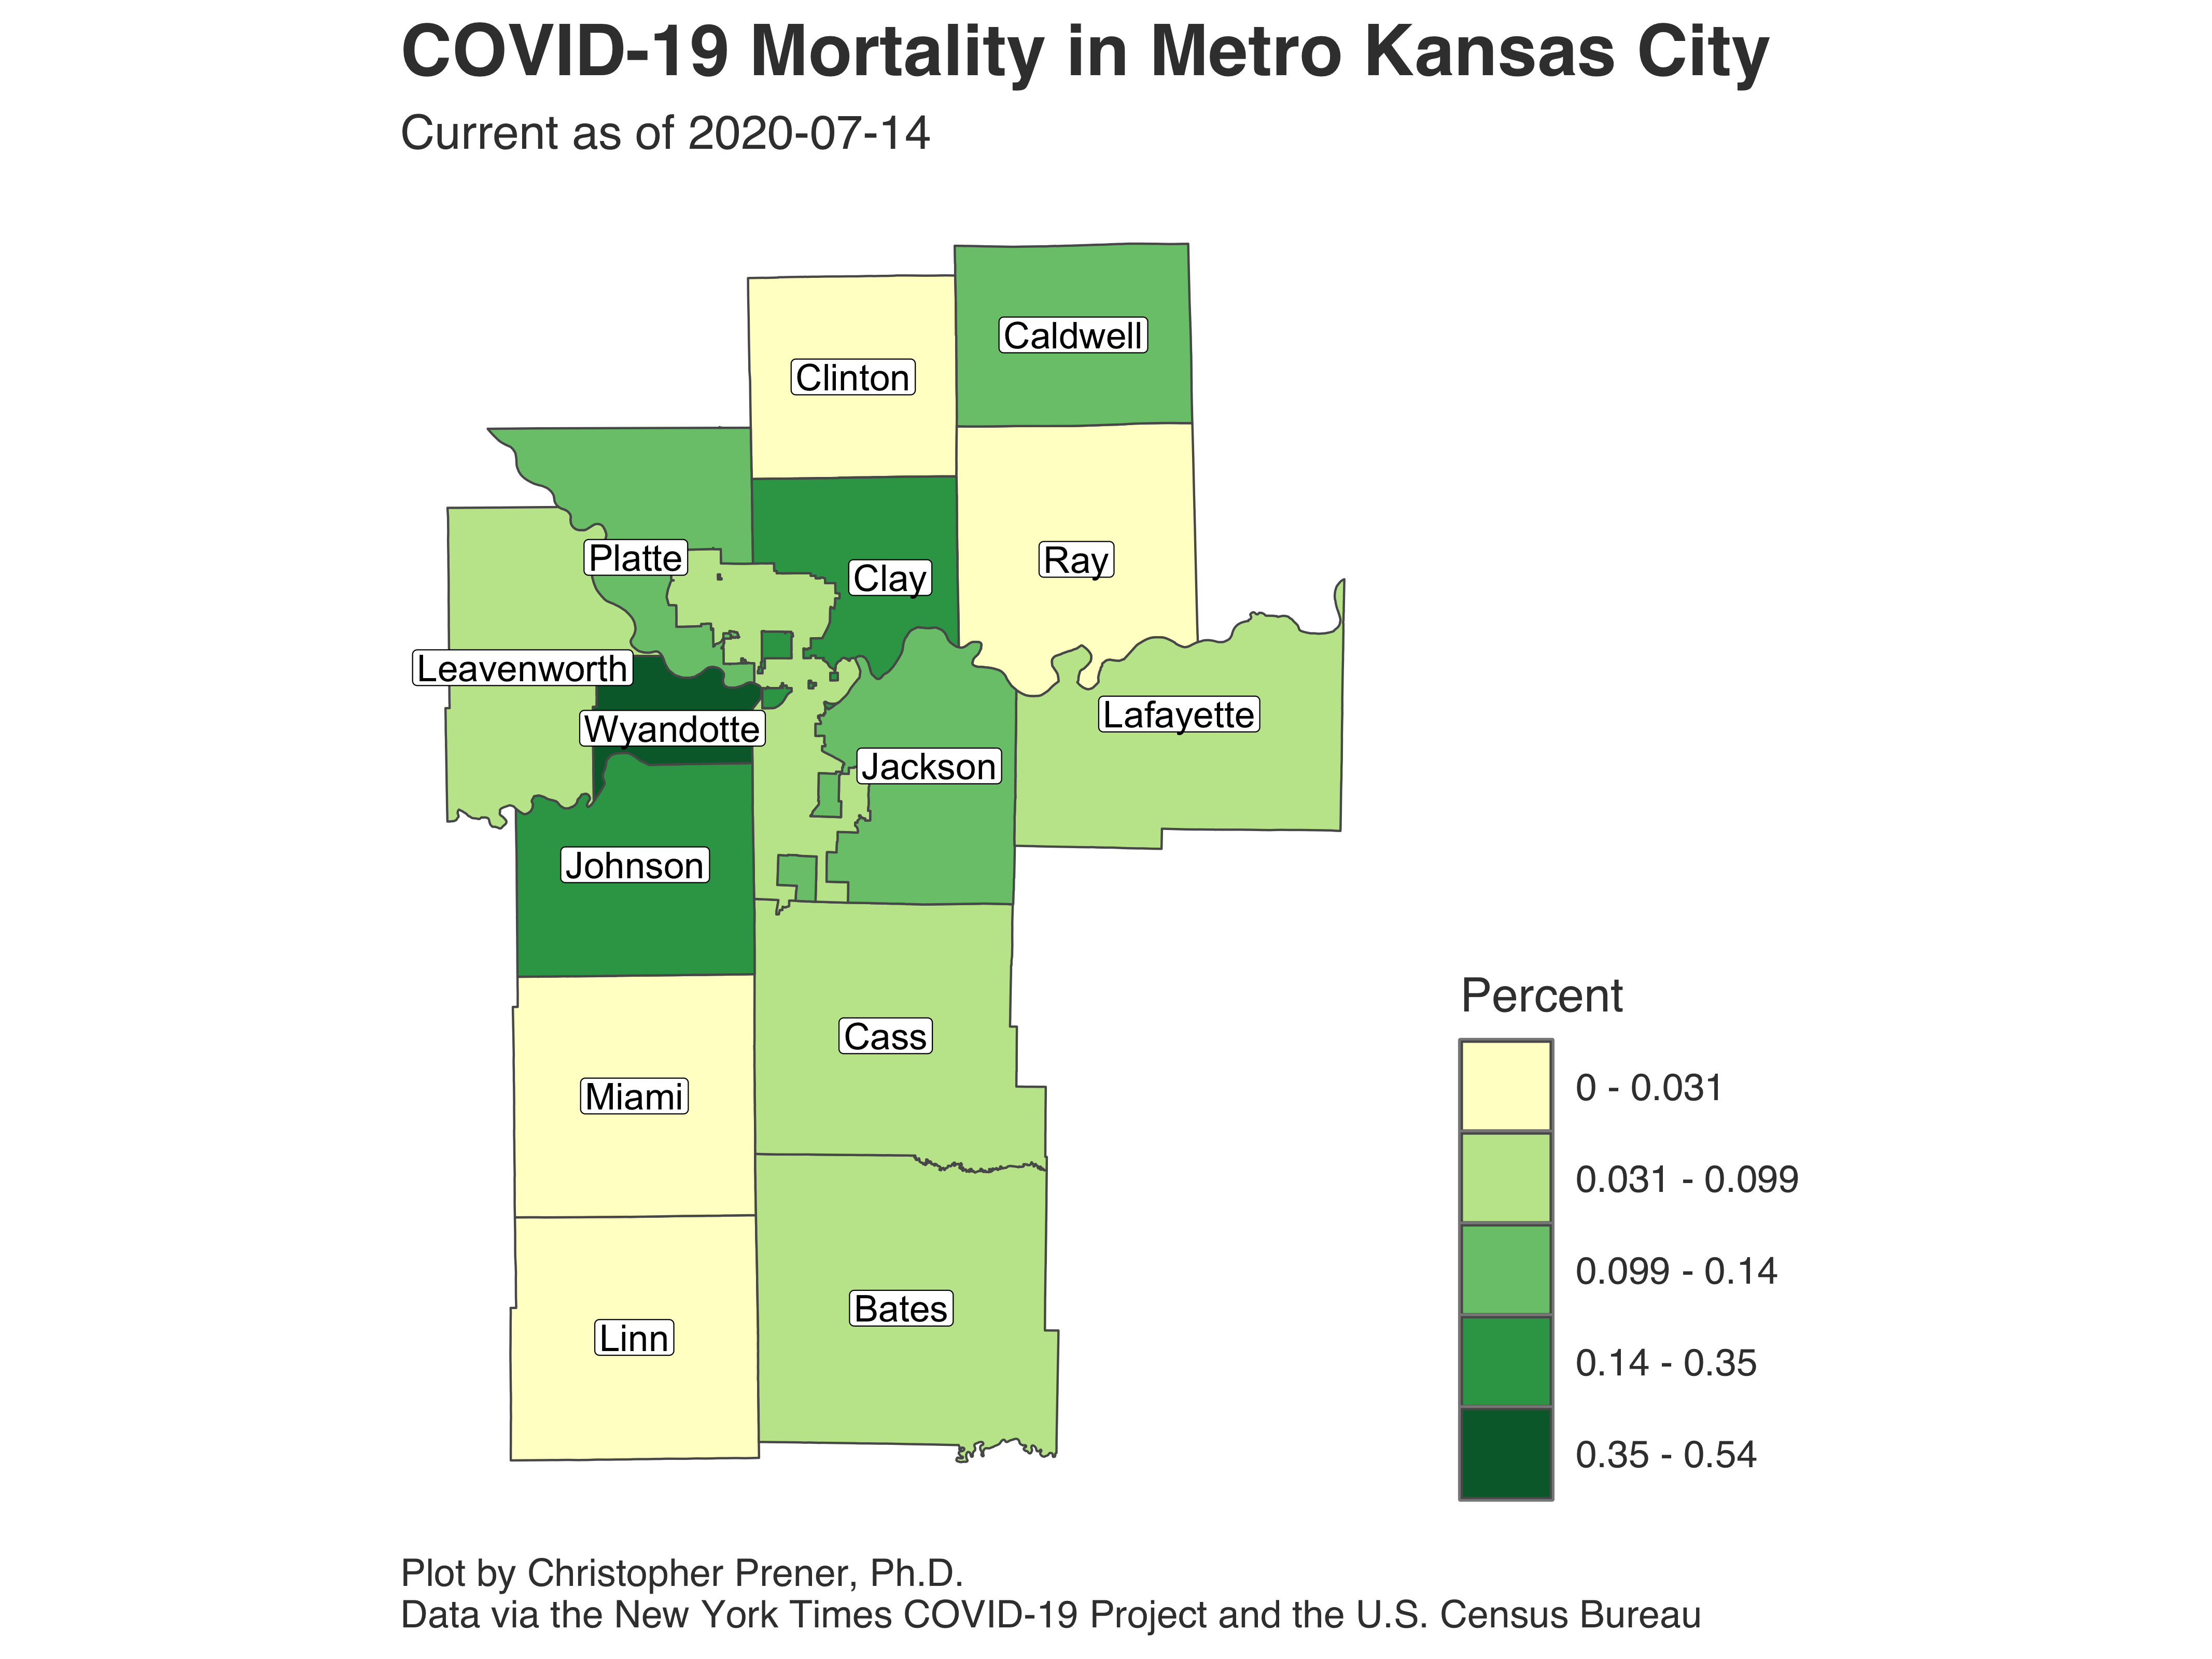 COVID-19 Mortality in Metro Kansas City
Current as of 2020-07-14
Caldwell
Clinton
Platte
Clay
Ray
Leavenworth
Wyandotte
Lafayette
Jackson
Johnson
Cass
Miami
Bates
Linn
Percent
0 - 0.031
0.031 - 0.099
0.099 - 0.14
0.14 - 0.35
0.35 - 0.54
Plot by Christopher Prener, Ph.D.
Data via the New York Times COVID-19 Project and the U.S. Census Bureau